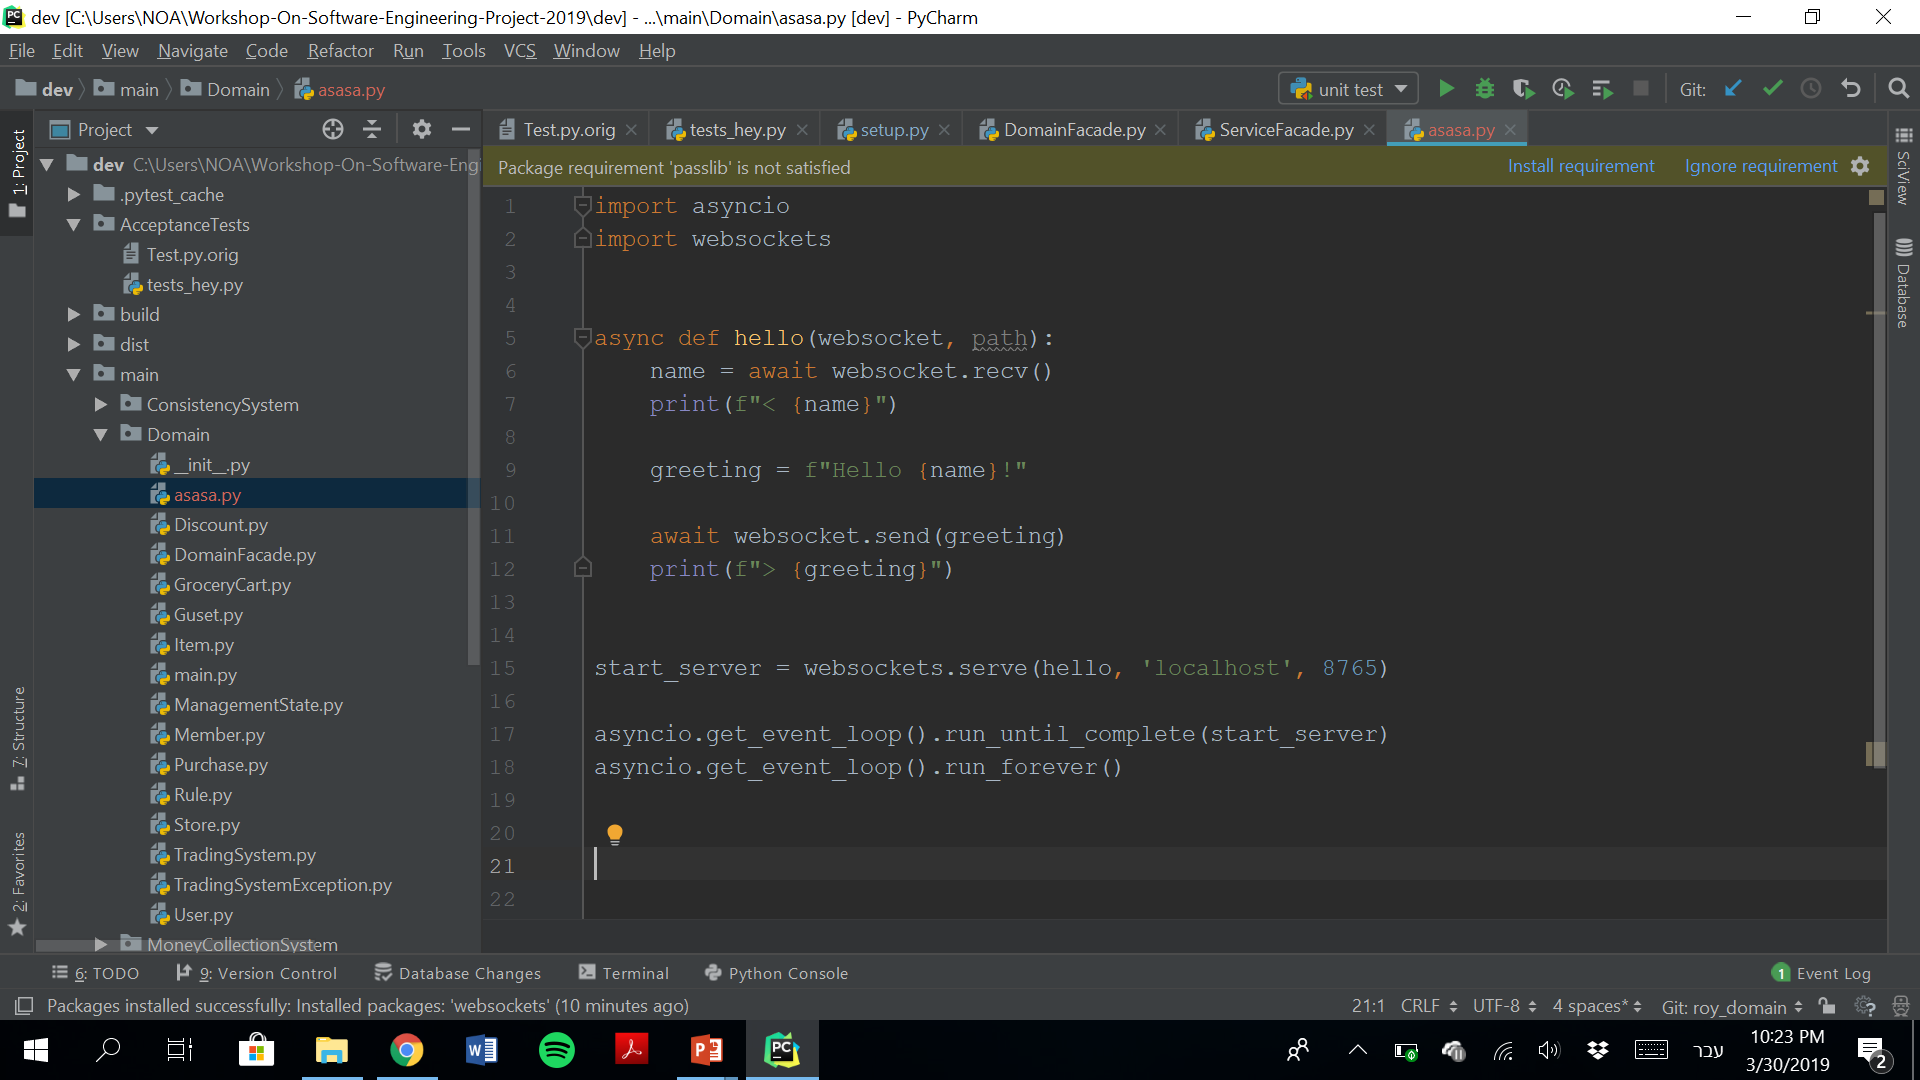 dev [C:\Users\NOA\Workshop-On-Software-Engineering-Project-2019\dev] - ...\main\Domain\asasa.py [dev] - PyCharm
File Edit View Navigate Code Refactor Run Tools VCS Window Help
dev main Domain asasa.py unit test Git:
Project Test.py.orig tests_hey.py setup.py DomainFacade.py ServiceFacade.py asasa.py
Package requirement 'passlib' is not satisfied Install requirement Ignore requirement
1: Project
7: Structure
2: Favorites
dev C:\Users\NOA\Workshop-On-Software-Engi
.pytest_cache
AcceptanceTests
Test.py.orig
tests_hey.py
build
dist
main
ConsistencySystem
Domain
__init__.py
asasa.py
Discount.py
DomainFacade.py
GroceryCart.py
Guset.py
Item.py
main.py
ManagementState.py
Member.py
Purchase.py
Rule.py
Store.py
TradingSystem.py
TradingSystemException.py
User.py
MoneyCollectionSystem
1 import asyncio
2 import websockets
3
4
5 async def hello(websocket, path):
6     name = await websocket.recv()
7     print(f"< {name}")
8
9     greeting = f"Hello {name}!"
10
11     await websocket.send(greeting)
12     print(f"> {greeting}")
13
14
15 start_server = websockets.serve(hello, 'localhost', 8765)
16
17 asyncio.get_event_loop().run_until_complete(start_server)
18 asyncio.get_event_loop().run_forever()
19
20
21
22
SciView
Database
6: TODO 9: Version Control Database Changes Terminal Python Console 1 Event Log
Packages installed successfully: Installed packages: 'websockets' (10 minutes ago) 21:1 CRLF UTF-8 4 spaces* Git: roy_domain
עבר
10:23 PM
3/30/2019
2